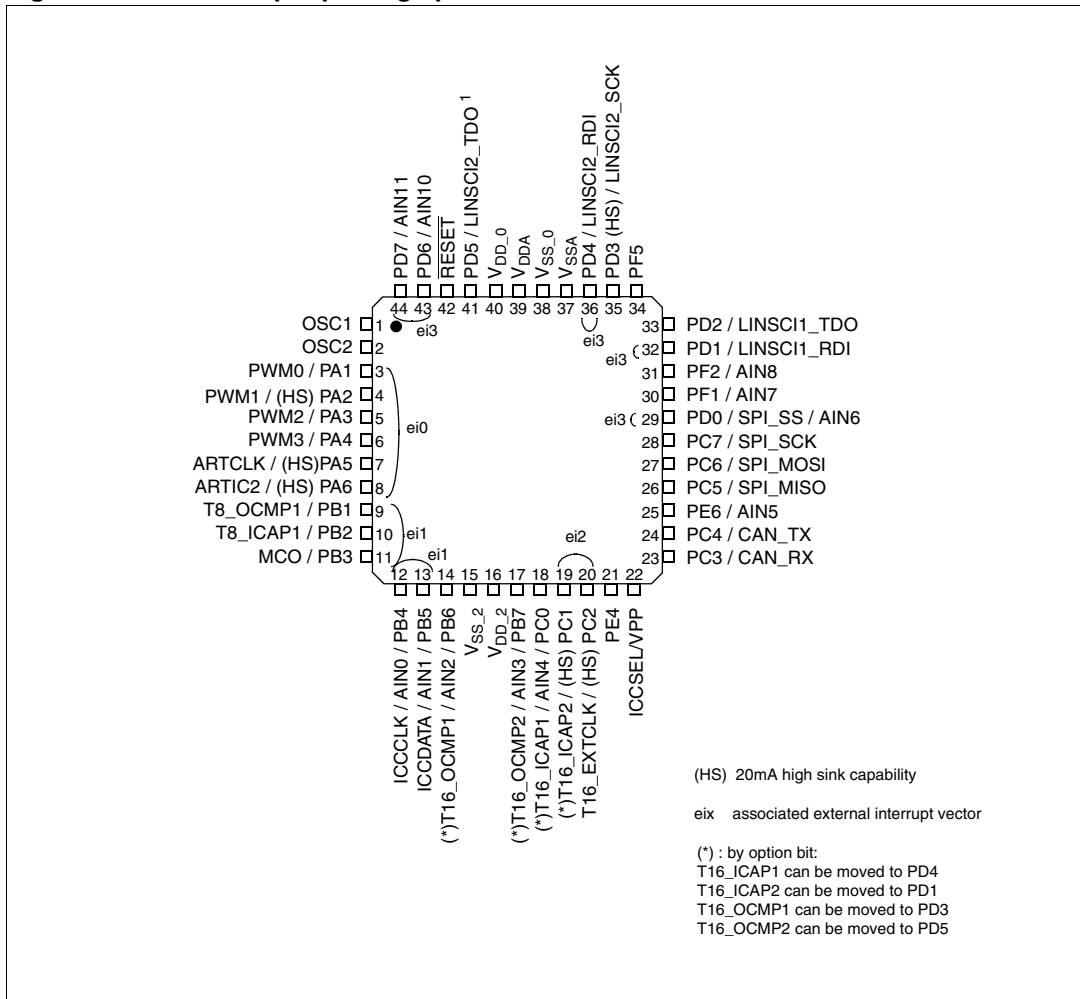 PD7 / AIN11
PD6 / AIN10
RESET
PD5 / LINSCI2_TDO 1
VDD_0
VDDA
VSS_0
VSSA
PD4 / LINSCI2_RDI
PD3 (HS) / LINSCI2_SCK
PF5
44 43 42 41 40 39 38 37 36 35 34
ei3
ei3
OSC1 1
OSC2 2
PWM0 / PA1 3
PWM1 / (HS) PA2 4
PWM2 / PA3 5
PWM3 / PA4 6
ARTCLK / (HS)PA5 7
ARTIC2 / (HS) PA6 8
T8_OCMP1 / PB1 9
T8_ICAP1 / PB2 10
MCO / PB3 11
ei0
ei1
ei1
ei2
33 PD2 / LINSCI1_TDO
ei3 32 PD1 / LINSCI1_RDI
31 PF2 / AIN8
30 PF1 / AIN7
ei3 29 PD0 / SPI_SS / AIN6
28 PC7 / SPI_SCK
27 PC6 / SPI_MOSI
26 PC5 / SPI_MISO
25 PE6 / AIN5
24 PC4 / CAN_TX
23 PC3 / CAN_RX
12 13 14 15 16 17 18 19 20 21 22
ICCCLK / AIN0 / PB4
ICCDATA / AIN1 / PB5
(*)T16_OCMP1 / AIN2 / PB6
VSS_2
VDD_2
(*)T16_OCMP2 / AIN3 / PB7
(*)T16_ICAP1 / AIN4 / PC0
(*)T16_ICAP2 / (HS) PC1
T16_EXTCLK / (HS) PC2
PE4
ICCSEL/VPP
(HS) 20mA high sink capability
eix associated external interrupt vector
(*) : by option bit:
T16_ICAP1 can be moved to PD4
T16_ICAP2 can be moved to PD1
T16_OCMP1 can be moved to PD3
T16_OCMP2 can be moved to PD5